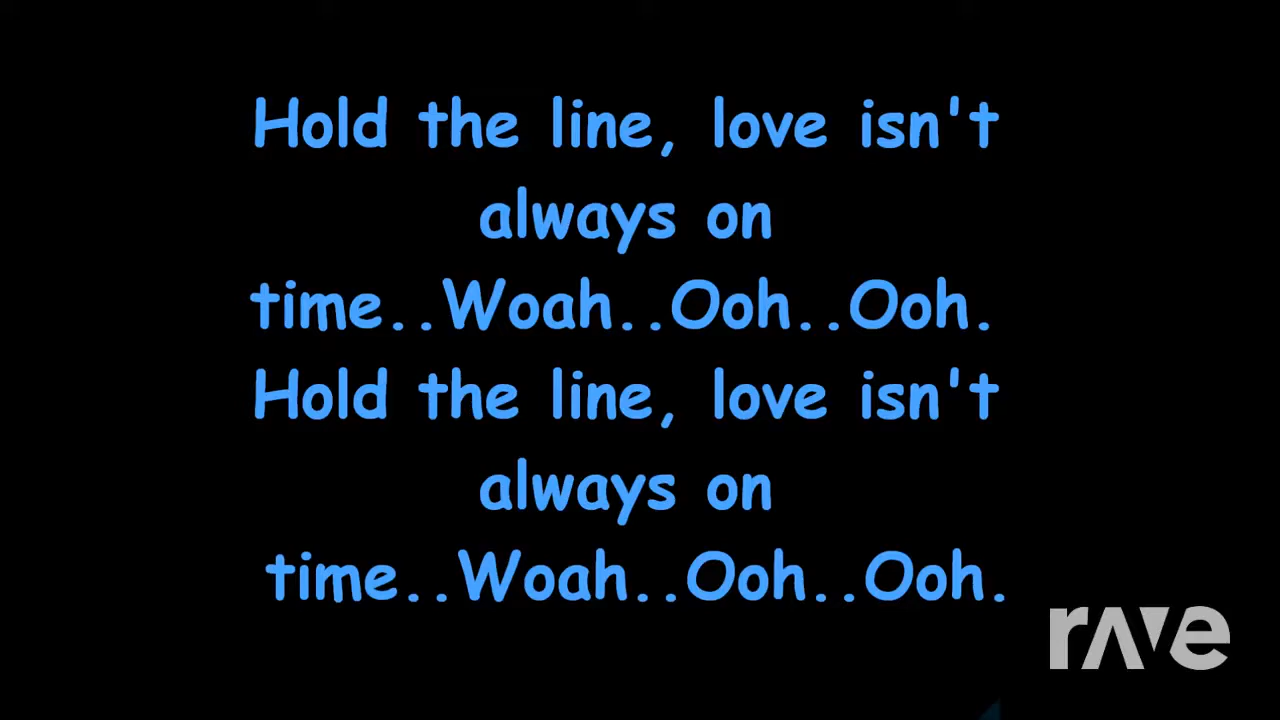 Hold the line, love isn't
always on
time..Woah..Ooh..Ooh.
Hold the line, love isn't
always on
time..Woah..Ooh..Ooh.
rave